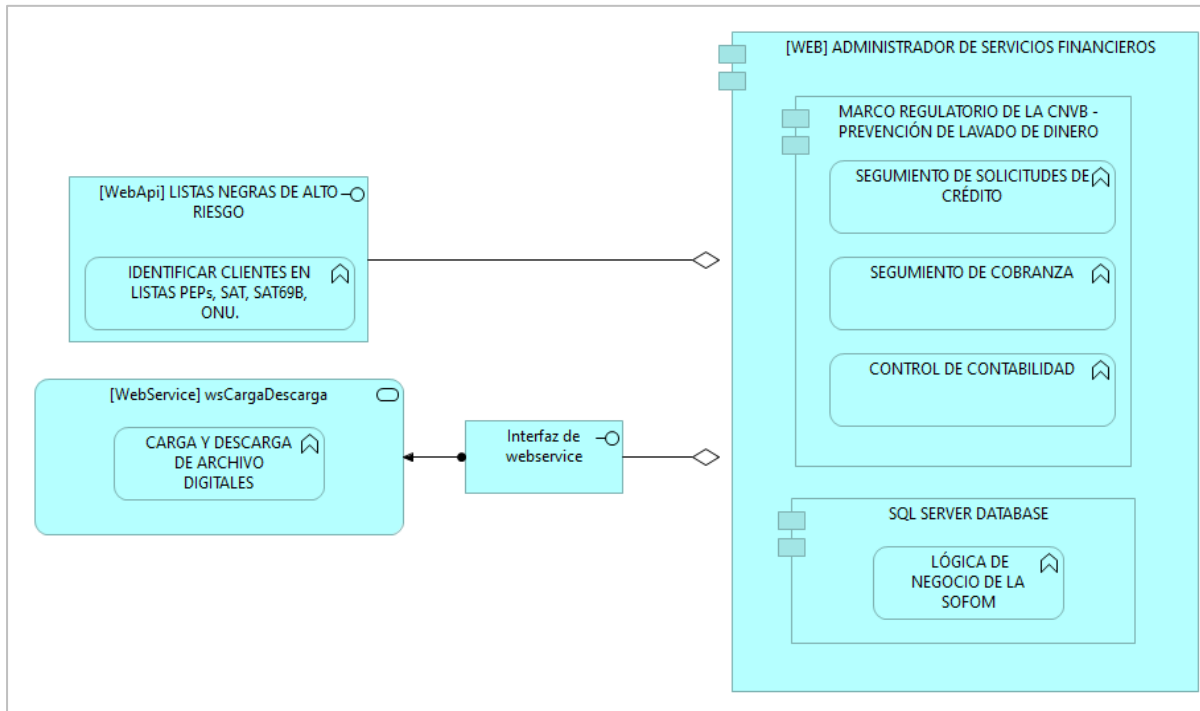 [WEB] ADMINISTRADOR DE SERVICIOS FINANCIEROS
MARCO REGULATORIO DE LA CNVB -
PREVENCIÓN DE LAVADO DE DINERO
SEGUMIENTO DE SOLICITUDES DE
CRÉDITO
SEGUMIENTO DE COBRANZA
CONTROL DE CONTABILIDAD
SQL SERVER DATABASE
LÓGICA DE
NEGOCIO DE LA
SOFOM
[WebApi] LISTAS NEGRAS DE ALTO
RIESGO
IDENTIFICAR CLIENTES EN
LISTAS PEPs, SAT, SAT69B,
ONU.
[WebService] wsCargaDescarga
CARGA Y DESCARGA
DE ARCHIVO
DIGITALES
Interfaz de
webservice